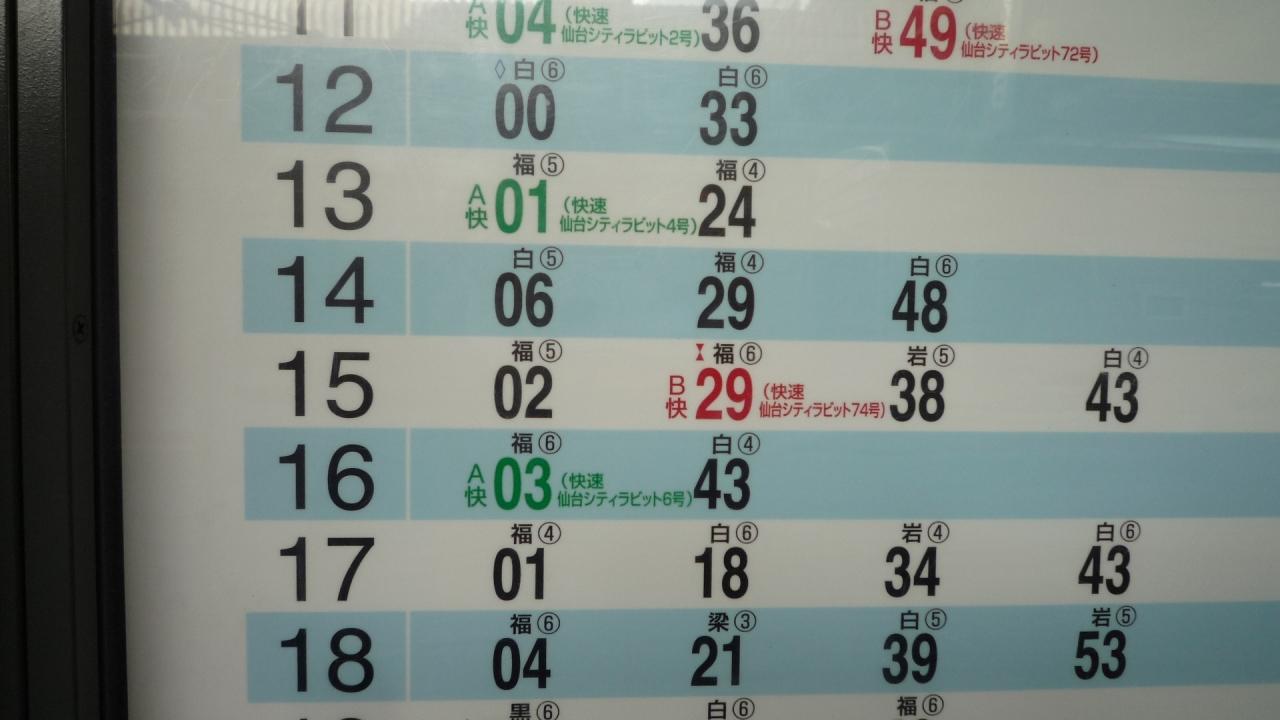 11 A快 04 (快速 仙台シティラビット2号) 36 B快 49 (快速 仙台シティラビット72号)
◊白⑥ 白⑥
12 00 33
福⑤ 福④
13 A快 01 (快速 仙台シティラビット4号) 24
白⑤ 福④ 白⑥
14 06 29 48
福⑤ 福⑥ 岩⑤ 白④
15 02 B快 29 (快速 仙台シティラビット74号) 38 43
福⑥ 白④
16 A快 03 (快速 仙台シティラビット6号) 43
福④ 白⑥ 岩④ 白⑥
17 01 18 34 43
福⑥ 梁③ 白⑤ 岩⑤
18 04 21 39 53
黒⑥ 白⑥ 福⑥